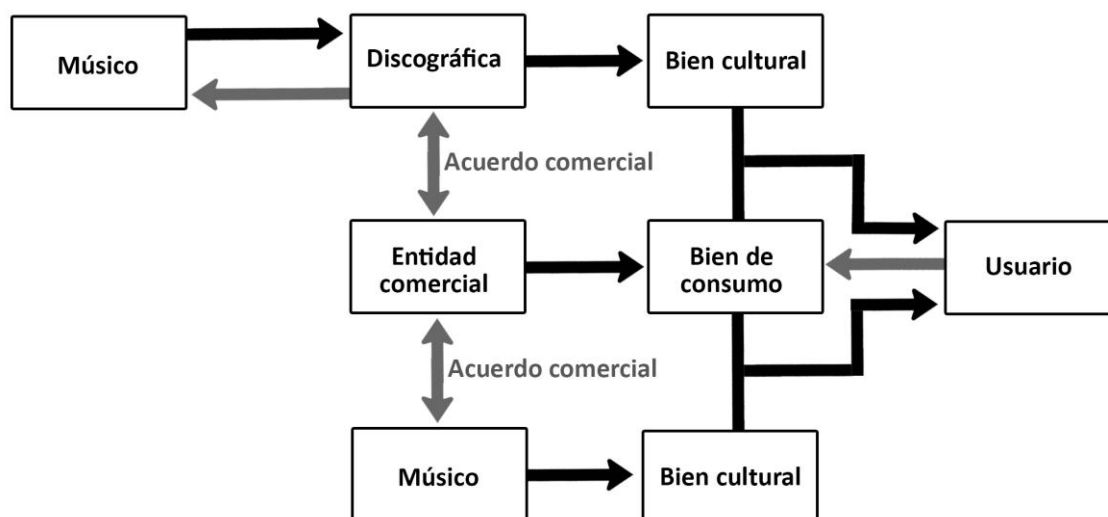 Músico
Discográfica
Bien cultural
Acuerdo comercial
Entidad
comercial
Bien de
consumo
Usuario
Acuerdo comercial
Músico
Bien cultural